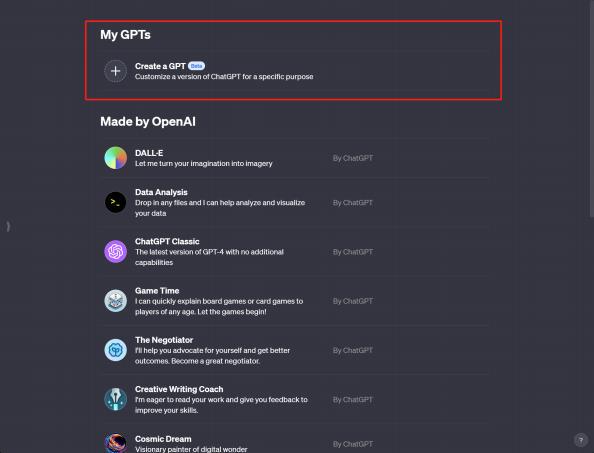 My GPTs
Create a GPT Beta
Customize a version of ChatGPT for a specific purpose
Made by OpenAI
DALL·E
Let me turn your imagination into imagery
By ChatGPT
Data Analysis
Drop in any files and I can help analyze and visualize
your data
By ChatGPT
ChatGPT Classic
The latest version of GPT-4 with no additional
capabilities
By ChatGPT
Game Time
I can quickly explain board games or card games to
players of any age. Let the games begin!
By ChatGPT
The Negotiator
I'll help you advocate for yourself and get better
outcomes. Become a great negotiator.
By ChatGPT
Creative Writing Coach
I'm eager to read your work and give you feedback to
improve your skills.
By ChatGPT
Cosmic Dream
Visionary painter of digital wonder
By ChatGPT
?